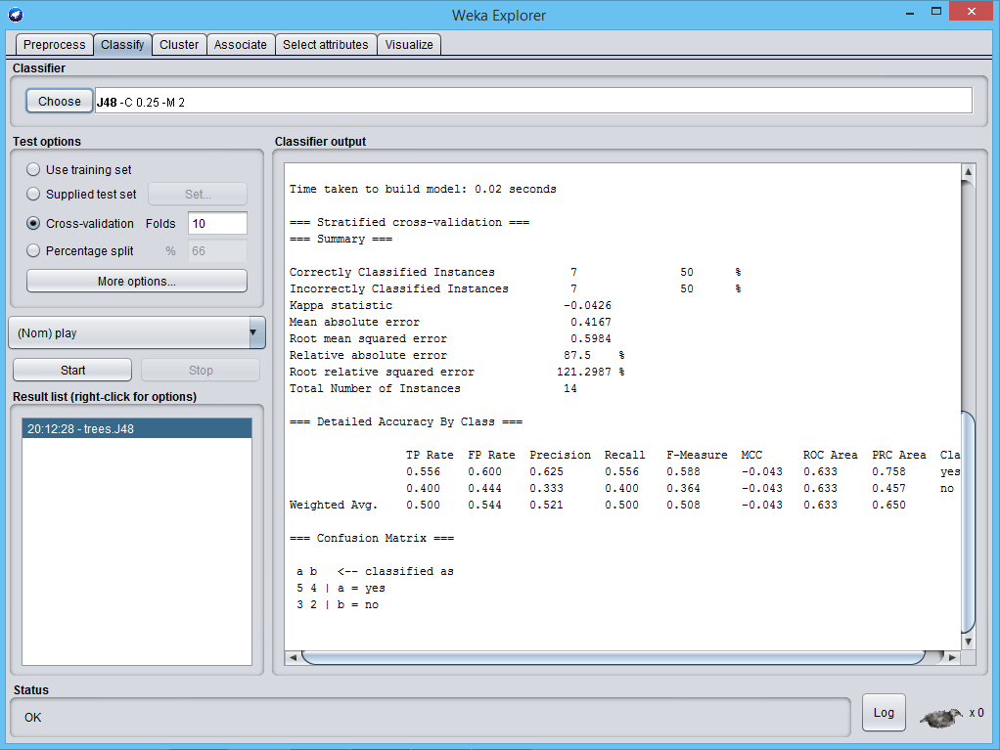 Weka Explorer
Preprocess Classify Cluster Associate Select attributes Visualize
Classifier
Choose J48 -C 0.25 -M 2
Test options
Use training set
Supplied test set Set...
Cross-validation Folds 10
Percentage split % 66
More options...
(Nom) play
Start Stop
Result list (right-click for options)
20:12:28 - trees.J48
Classifier output
Time taken to build model: 0.02 seconds
=== Stratified cross-validation ===
=== Summary ===
Correctly Classified Instances 7 50 %
Incorrectly Classified Instances 7 50 %
Kappa statistic -0.0426
Mean absolute error 0.4167
Root mean squared error 0.5984
Relative absolute error 87.5 %
Root relative squared error 121.2987 %
Total Number of Instances 14
=== Detailed Accuracy By Class ===
TP Rate FP Rate Precision Recall F-Measure MCC ROC Area PRC Area Cla
0.556 0.600 0.625 0.556 0.588 -0.043 0.633 0.758 yes
0.400 0.444 0.333 0.400 0.364 -0.043 0.633 0.457 no
Weighted Avg. 0.500 0.544 0.521 0.500 0.508 -0.043 0.633 0.650
=== Confusion Matrix ===
a b <-- classified as
5 4 | a = yes
3 2 | b = no
Status
OK
Log
x 0